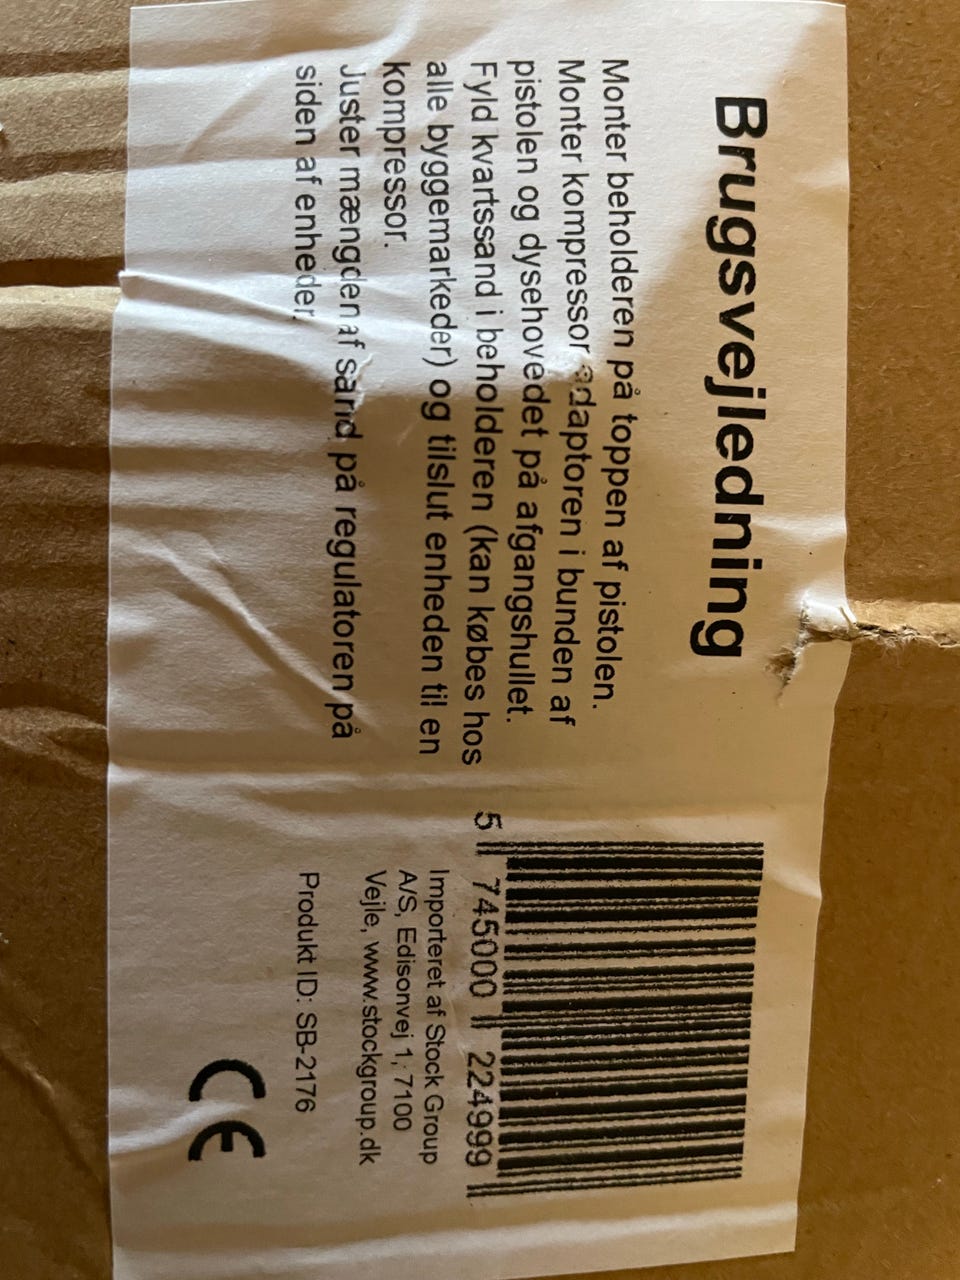 Brugsvejledning
Monter beholderen på toppen af pistolen.
Monter kompressor adaptoren i bunden af
pistolen og dysehovedet på afgangshullet.
Fyld kvartssand i beholderen (kan købes hos
alle byggemarkeder) og tilslut enheden til en
kompressor.
Juster mængden af sand på regulatoren på
siden af enheder.
5 745000 224999
Importeret af Stock Group
A/S, Edisonvej 1, 7100
Vejle, www.stockgroup.dk
Produkt ID: SB-2176
CE